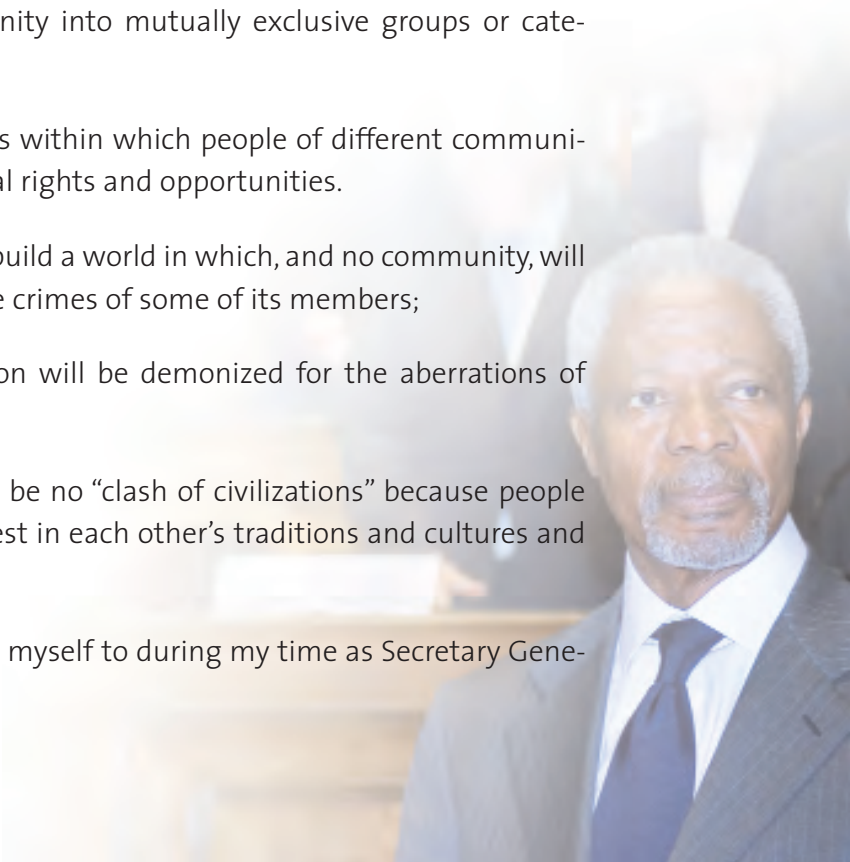 nity into mutually exclusive groups or cate-
s within which people of different communi-
al rights and opportunities.
build a world in which, and no community, will
e crimes of some of its members;
on will be demonized for the aberrations of
be no “clash of civilizations” because people
est in each other’s traditions and cultures and
myself to during my time as Secretary Gene-